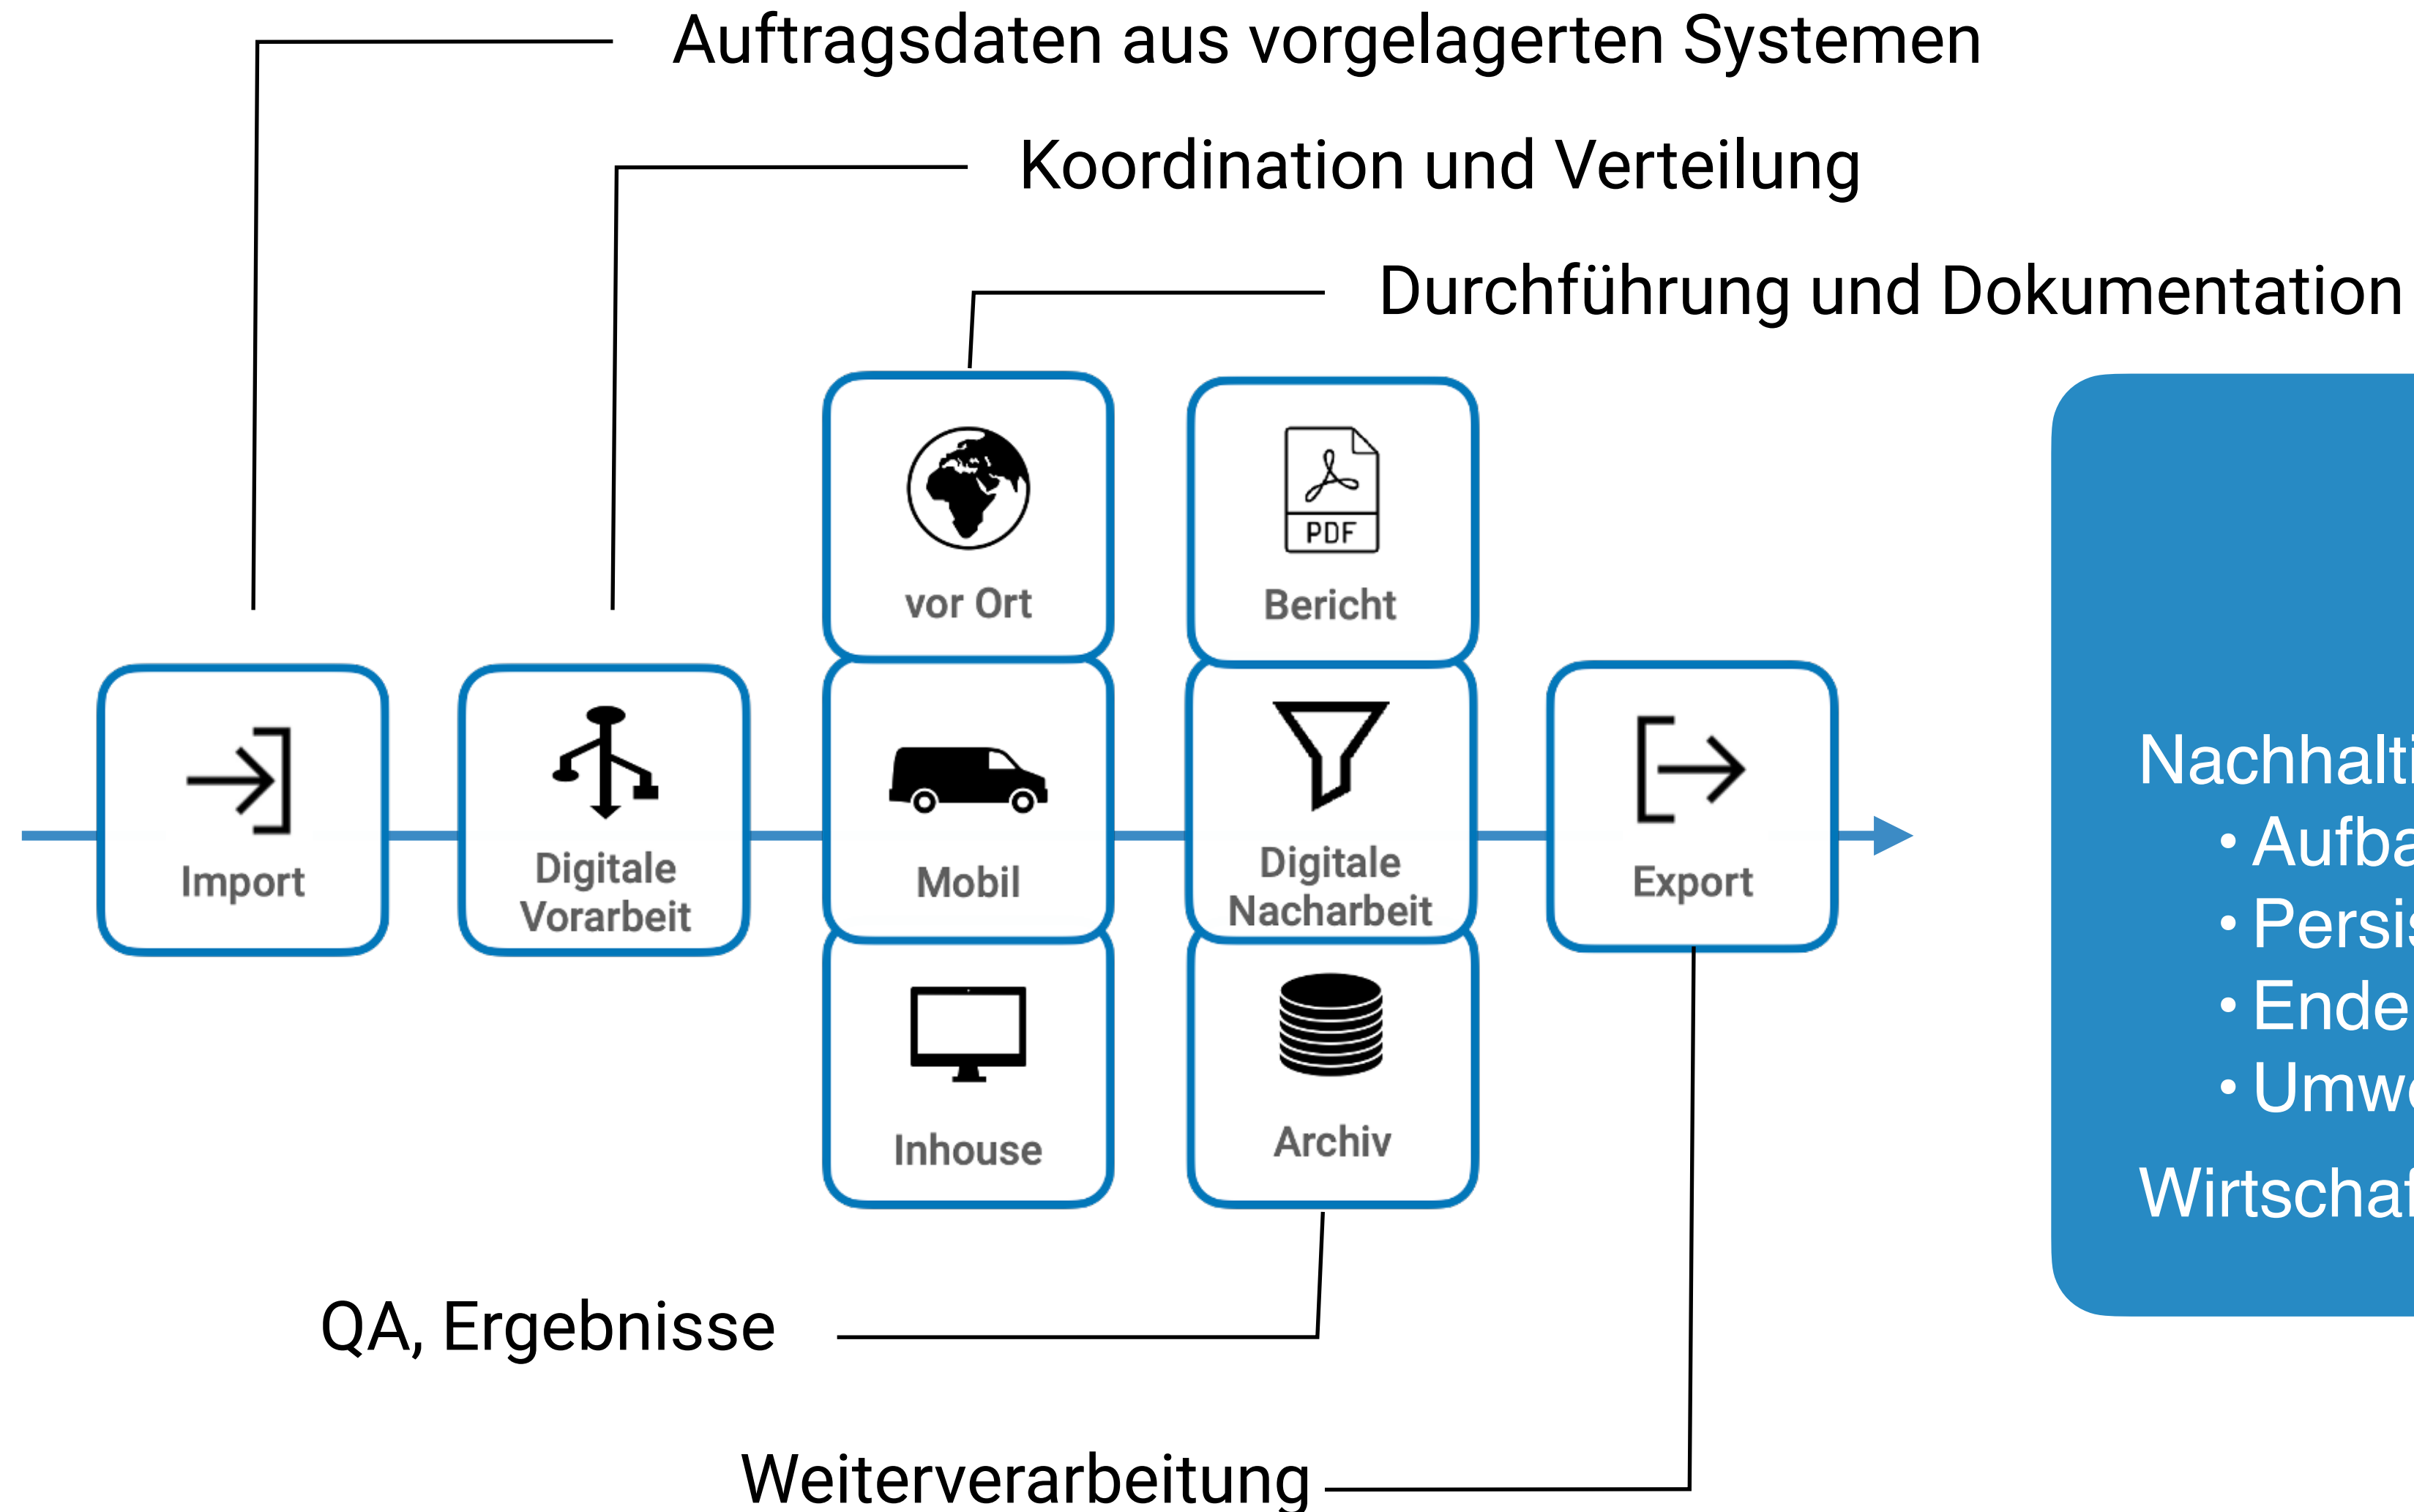 Auftragsdaten aus vorgelagerten Systemen
Koordination und Verteilung
Durchführung und Dokumentation
vor Ort
PDF
Bericht
Import
Digitale
Vorarbeit
Mobil
Digitale
Nacharbeit
Export
Inhouse
Archiv
QA, Ergebnisse
Weiterverarbeitung
• Ende